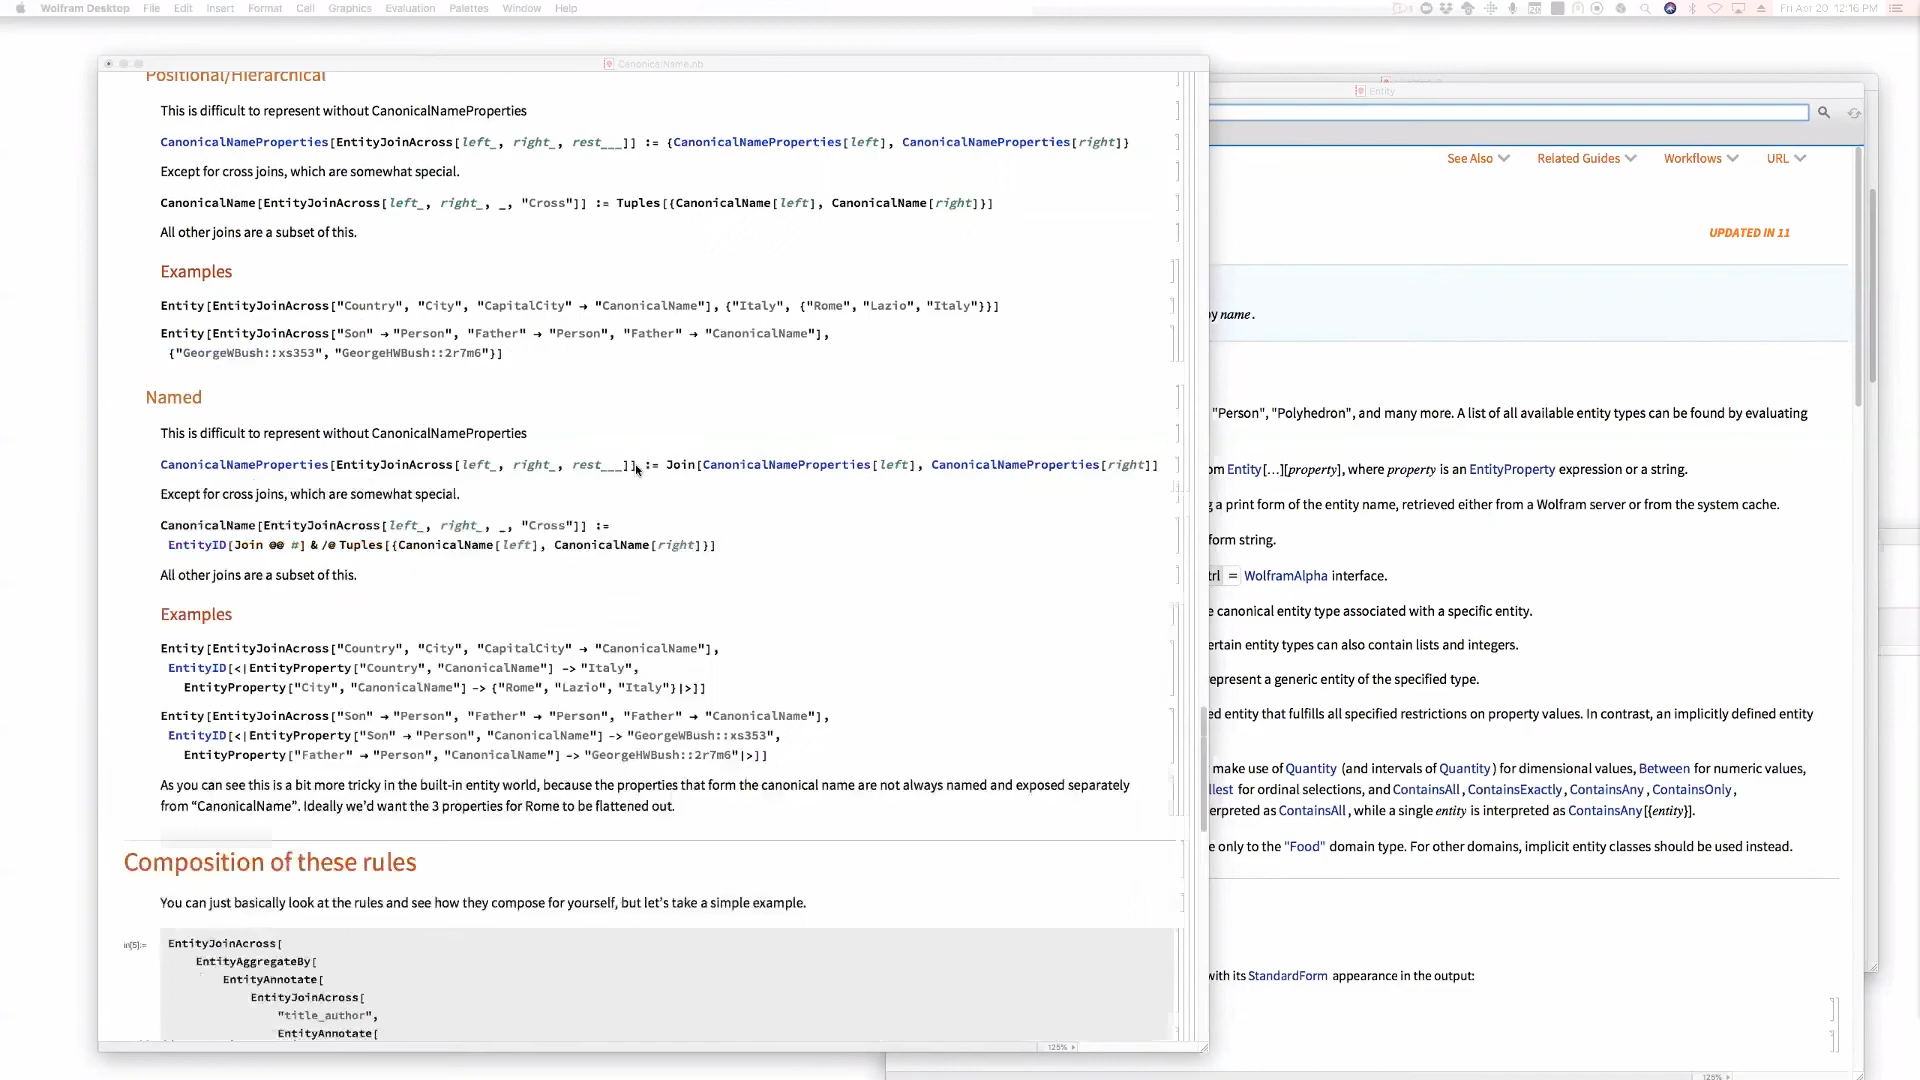 Wolfram Desktop File Edit Insert Format Cell Graphics Evaluation Palettes Window Help
Fri Apr 20 12:16 PM
CanonicalName.nb
Positional/Hierarchical
This is difficult to represent without CanonicalNameProperties
CanonicalNameProperties[EntityJoinAcross[left_, right_, rest___]] := {CanonicalNameProperties[left], CanonicalNameProperties[right]}
Except for cross joins, which are somewhat special.
CanonicalName[EntityJoinAcross[left_, right_, _, "Cross"]] := Tuples[{CanonicalName[left], CanonicalName[right]}]
All other joins are a subset of this.
Examples
Entity[EntityJoinAcross["Country", "City", "CapitalCity" → "CanonicalName"], {"Italy", {"Rome", "Lazio", "Italy"}}]
Entity[EntityJoinAcross["Son" → "Person", "Father" → "Person", "Father" → "CanonicalName"],
{"GeorgeWBush::xs353", "GeorgeHWBush::2r7m6"}]
Named
This is difficult to represent without CanonicalNameProperties
CanonicalNameProperties[EntityJoinAcross[left_, right_, rest___]] := Join[CanonicalNameProperties[left], CanonicalNameProperties[right]]
Except for cross joins, which are somewhat special.
CanonicalName[EntityJoinAcross[left_, right_, _, "Cross"]] :=
EntityID[Join @@ #] & /@ Tuples[{CanonicalName[left], CanonicalName[right]}]
All other joins are a subset of this.
Examples
Entity[EntityJoinAcross["Country", "City", "CapitalCity" → "CanonicalName"],
EntityID[<|EntityProperty["Country", "CanonicalName"] -> "Italy",
EntityProperty["City", "CanonicalName"] -> {"Rome", "Lazio", "Italy"}|>]]
Entity[EntityJoinAcross["Son" → "Person", "Father" → "Person", "Father" → "CanonicalName"],
EntityID[<|EntityProperty["Son" → "Person", "CanonicalName"] -> "GeorgeWBush::xs353",
EntityProperty["Father" → "Person", "CanonicalName"] -> "GeorgeHWBush::2r7m6"|>]]
As you can see this is a bit more tricky in the built-in entity world, because the properties that form the canonical name are not always named and exposed separately
from “CanonicalName”. Ideally we’d want the 3 properties for Rome to be flattened out.
Composition of these rules
You can just basically look at the rules and see how they compose for yourself, but let’s take a simple example.
In[5]:=
EntityJoinAcross[
EntityAggregateBy[
EntityAnnotate[
EntityJoinAcross[
"title_author",
EntityAnnotate[
125%
Entity
See Also Related Guides Workflows URL
UPDATED IN 11
by name.
"Person", "Polyhedron", and many more. A list of all available entity types can be found by evaluating
Entity[…][property], where property is an EntityProperty expression or a string.
a print form of the entity name, retrieved either from a Wolfram server or from the system cache.
form string.
= WolframAlpha interface.
canonical entity type associated with a specific entity.
entity types can also contain lists and integers.
represent a generic entity of the specified type.
entity that fulfills all specified restrictions on property values. In contrast, an implicitly defined entity
make use of Quantity (and intervals of Quantity) for dimensional values, Between for numeric values,
for ordinal selections, and ContainsAll, ContainsExactly, ContainsAny, ContainsOnly,
ContainsAll, while a single entity is interpreted as ContainsAny[{entity}].
only to the "Food" domain type. For other domains, implicit entity classes should be used instead.
with its StandardForm appearance in the output:
125%